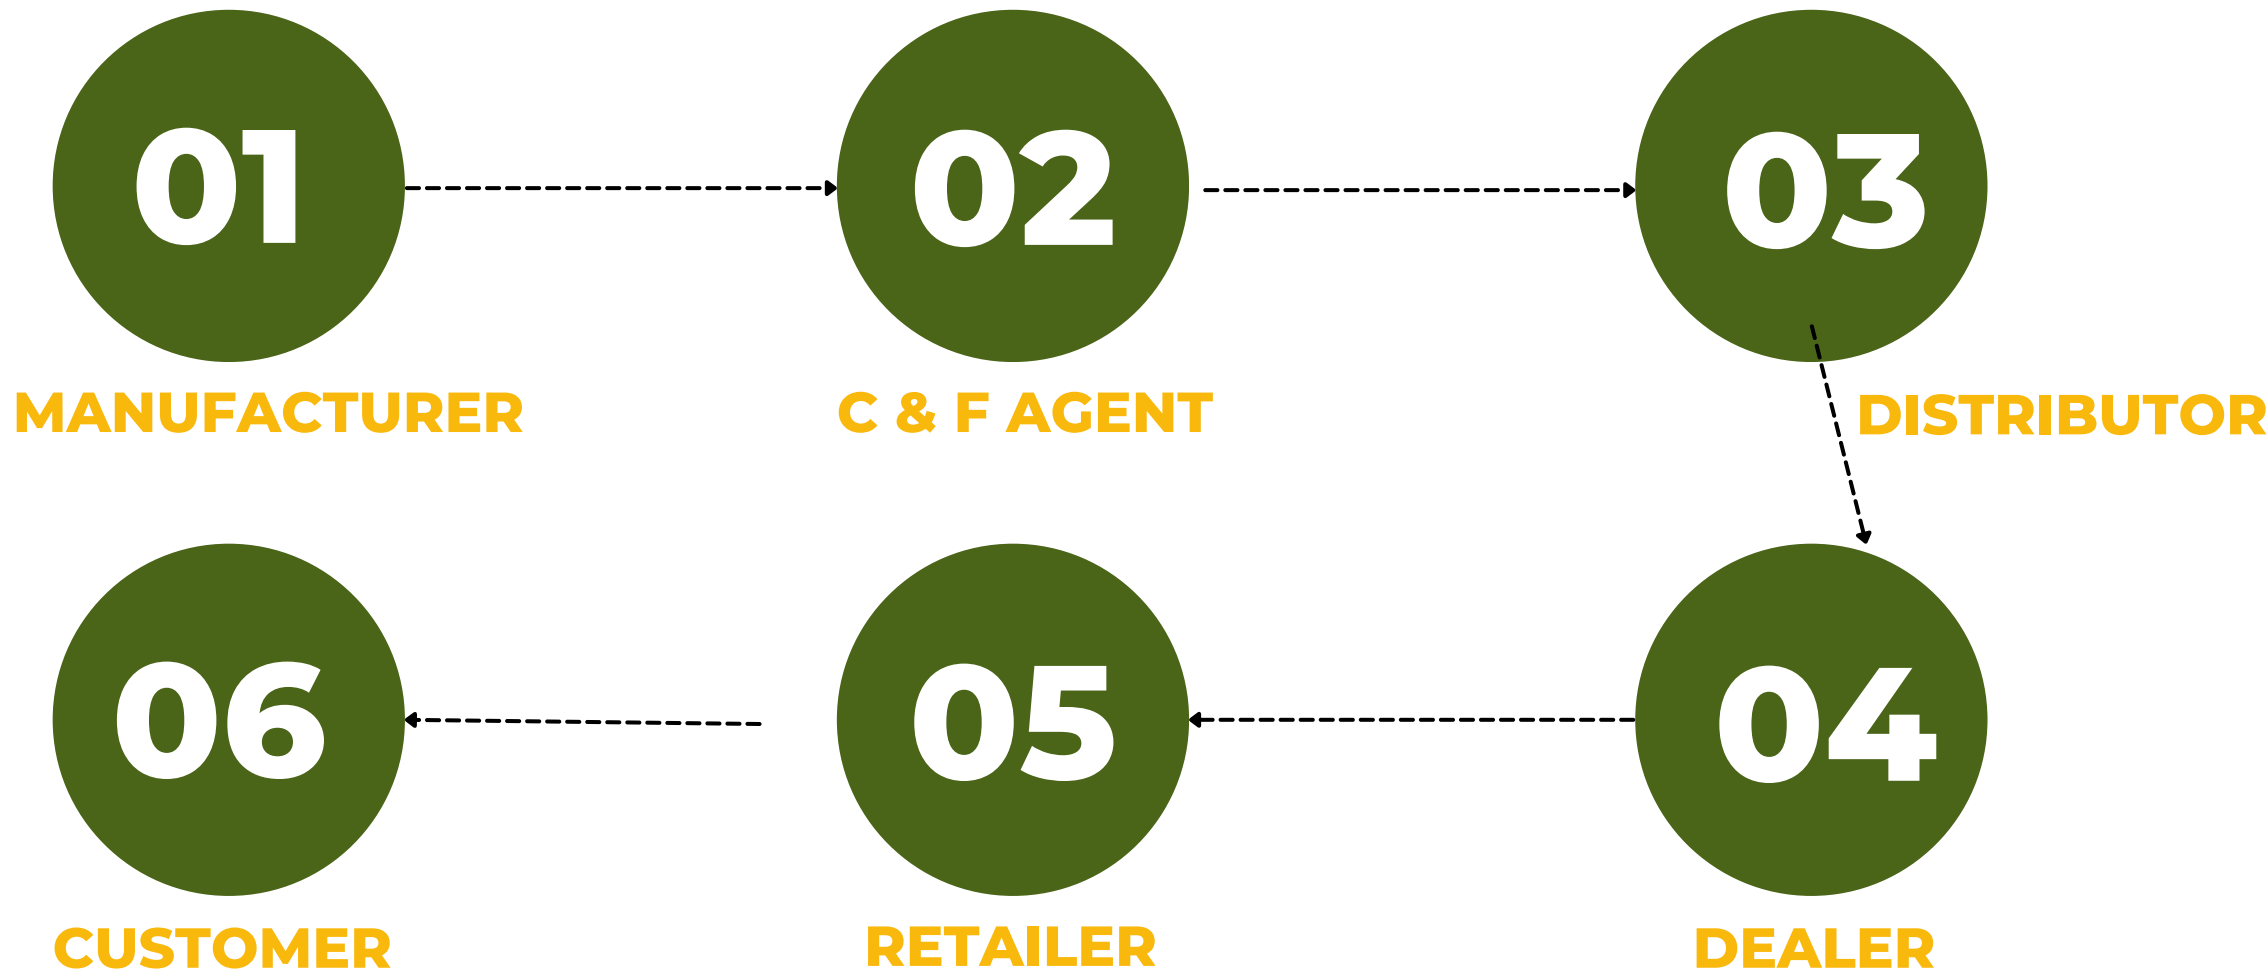 01
02
03
MANUFACTURER
C & F AGENT
DISTRIBUTOR
06
05
04
CUSTOMER
RETAILER
DEALER